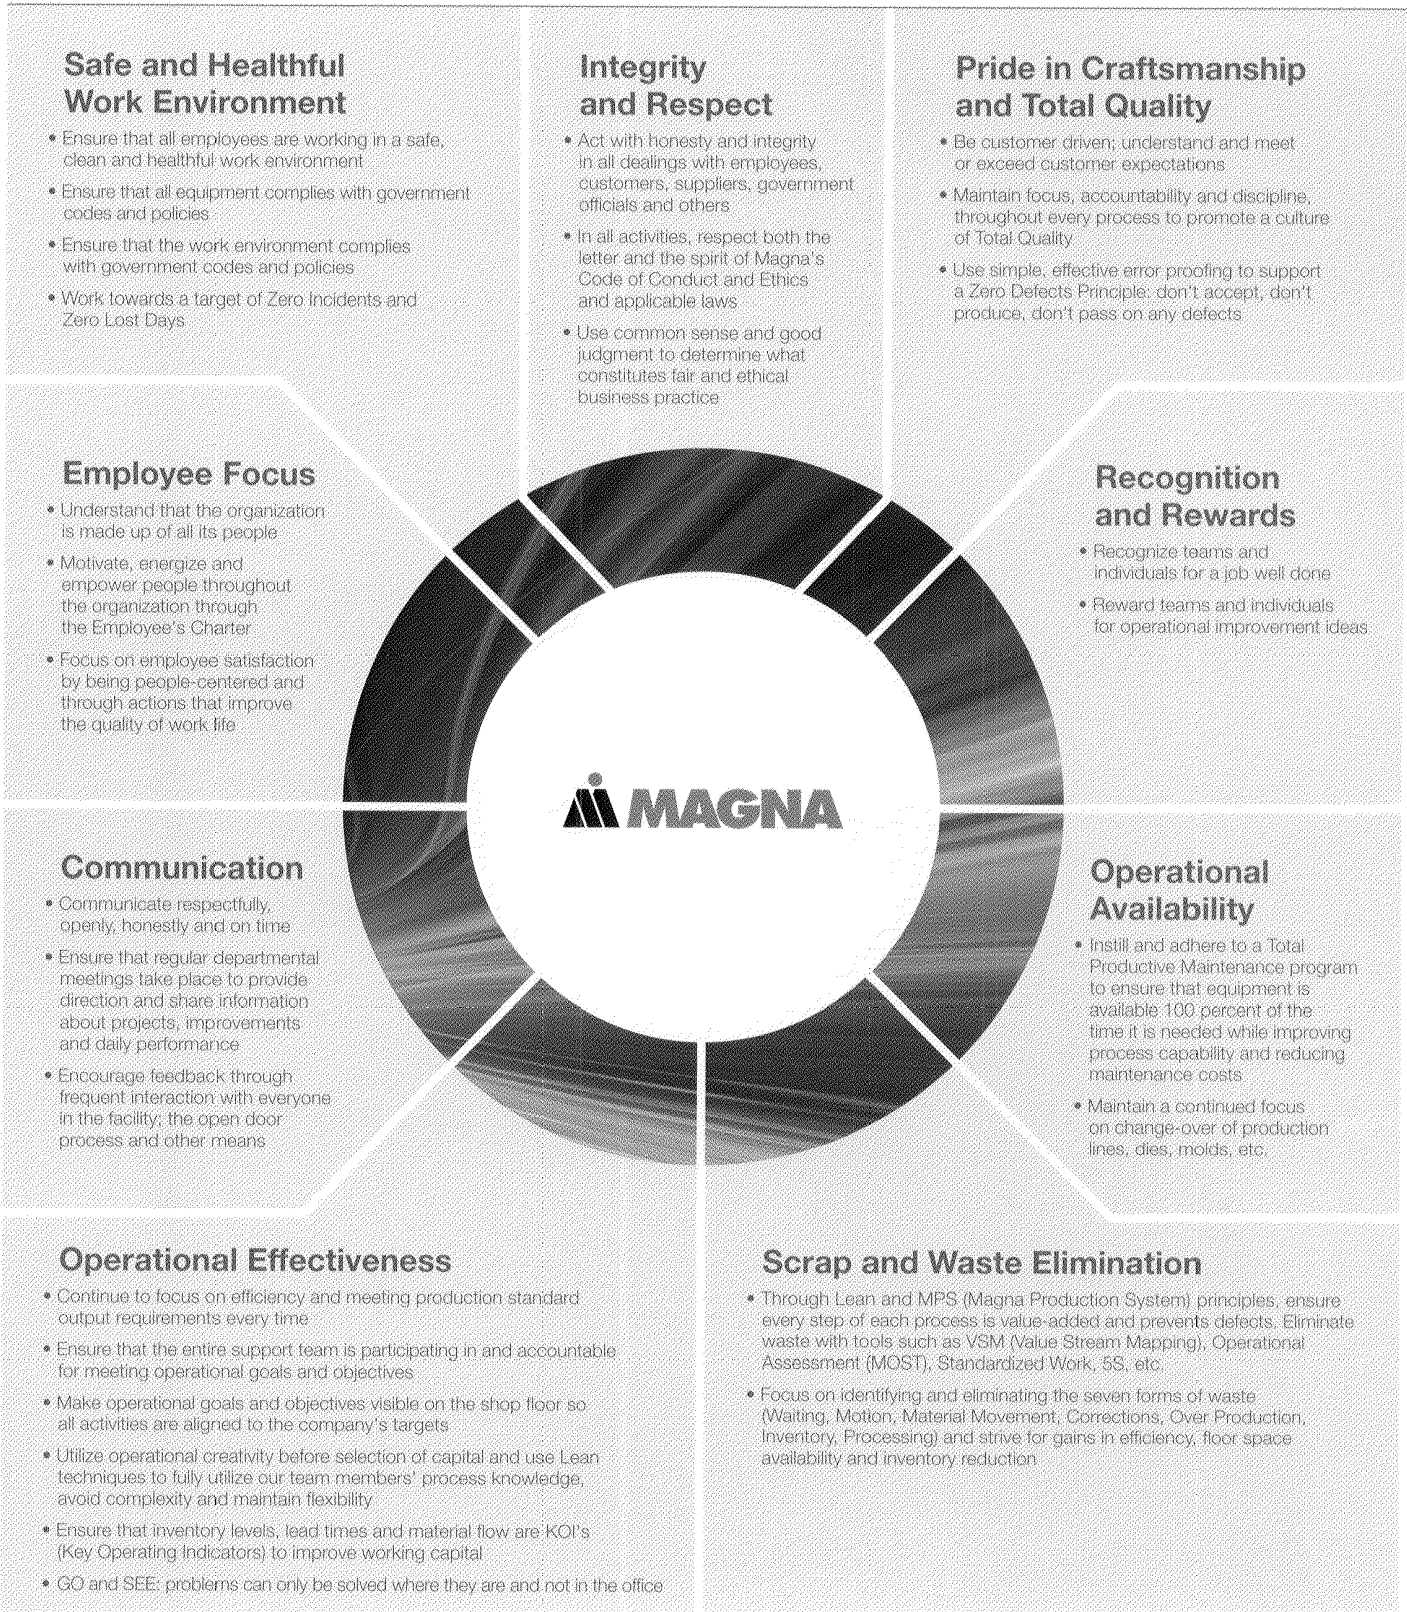 Safe and Healthful
Work Environment
• Ensure that all employees are working in a safe,
clean and healthful work environment
• Ensure that all equipment complies with government
codes and policies
• Ensure that the work environment complies
with government codes and policies
• Work towards a target of Zero Incidents and
Zero Lost Days
Integrity
and Respect
• Act with honesty and integrity
in all dealings with employees,
customers, suppliers, government
officials and others
• In all activities, respect both the
letter and the spirit of Magna's
Code of Conduct and Ethics
and applicable laws
• Use common sense and good
judgment to determine what
constitutes fair and ethical
business practice
Pride in Craftsmanship
and Total Quality
• Be customer driven; understand and meet
or exceed customer expectations
• Maintain focus, accountability and discipline,
throughout every process to promote a culture
of Total Quality
• Use simple, effective error proofing to support
a Zero Defects Principle: don't accept, don't
produce, don't pass on any defects
Employee Focus
• Understand that the organization
is made up of all its people
• Motivate, energize and
empower people throughout
the organization through
the Employee's Charter
• Focus on employee satisfaction
by being people-centered and
through actions that improve
the quality of work life
Recognition
and Rewards
• Recognize teams and
individuals for a job well done
• Reward teams and individuals
for operational improvement ideas
MAGNA
Communication
• Communicate respectfully,
openly, honestly and on time
• Ensure that regular departmental
meetings take place to provide
direction and share information
about projects, improvements
and daily performance
• Encourage feedback through
frequent interaction with everyone
in the facility; the open door
process and other means
Operational
Availability
• Instill and adhere to a Total
Productive Maintenance program
to ensure that equipment is
available 100 percent of the
time it is needed while improving
process capability and reducing
maintenance costs
• Maintain a continued focus
on change-over of production
lines, dies, molds, etc.
Operational Effectiveness
• Continue to focus on efficiency and meeting production standard
output requirements every time
• Ensure that the entire support team is participating in and accountable
for meeting operational goals and objectives
• Make operational goals and objectives visible on the shop floor so
all activities are aligned to the company's targets
• Utilize operational creativity before selection of capital and use Lean
techniques to fully utilize our team members' process knowledge,
avoid complexity and maintain flexibility
• Ensure that inventory levels, lead times and material flow are KOI's
(Key Operating Indicators) to improve working capital
• GO and SEE: problems can only be solved where they are and not in the office
Scrap and Waste Elimination
• Through Lean and MPS (Magna Production System) principles, ensure
every step of each process is value-added and prevents defects. Eliminate
waste with tools such as VSM (Value Stream Mapping), Operational
Assessment (MOST), Standardized Work, 5S, etc.
• Focus on identifying and eliminating the seven forms of waste
(Waiting, Motion, Material Movement, Corrections, Over Production,
Inventory, Processing) and strive for gains in efficiency, floor space
availability and inventory reduction